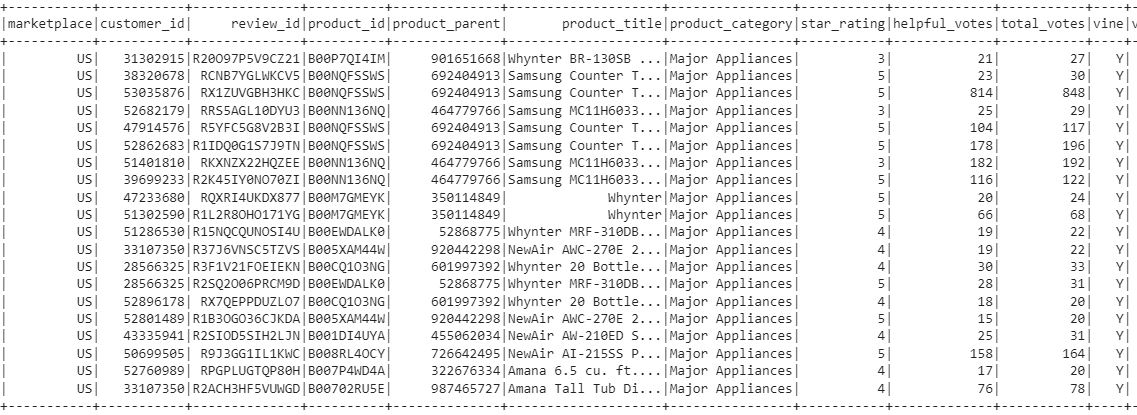 |marketplace|customer_id|     review_id|product_id|product_parent|       product_title|product_category|star_rating|helpful_votes|total_votes|vine|v
|         US|   31302915|R20O97P5V9CZ21|B00P7QI4IM|     901651668|Whynter BR-130SB ...|Major Appliances|          3|           21|         27|   Y|
|         US|   38320678| RCNB7YGLWKCV5|B00NQFSSWS|     692404913|Samsung Counter T...|Major Appliances|          5|           23|         30|   Y|
|         US|   53035876| RX1ZUVGBH3HKC|B00NQFSSWS|     692404913|Samsung Counter T...|Major Appliances|          5|          814|        848|   Y|
|         US|   52682179| RRS5AGL10DYU3|B00NN136NQ|     464779766|Samsung MC11H6033...|Major Appliances|          3|           25|         29|   Y|
|         US|   47914576| R5YFC5G8V2B3I|B00NQFSSWS|     692404913|Samsung Counter T...|Major Appliances|          5|          104|        117|   Y|
|         US|   52862683|R1IDQ0G1S7J9TN|B00NQFSSWS|     692404913|Samsung Counter T...|Major Appliances|          5|          178|        196|   Y|
|         US|   51401810| RKXNZX22HQZEE|B00NN136NQ|     464779766|Samsung MC11H6033...|Major Appliances|          3|          182|        192|   Y|
|         US|   39699233|R2K45IY0NO70ZI|B00NN136NQ|     464779766|Samsung MC11H6033...|Major Appliances|          5|          116|        122|   Y|
|         US|   47233680| RQXRI4UKDX877|B00M7GMEYK|     350114849|             Whynter|Major Appliances|          5|           20|         24|   Y|
|         US|   51302590|R1L2R8OHO171YG|B00M7GMEYK|     350114849|             Whynter|Major Appliances|          5|           66|         68|   Y|
|         US|   51286530|R15NQCQUNOSI4U|B00EWDALK0|      52868775|Whynter MRF-310DB...|Major Appliances|          4|           19|         22|   Y|
|         US|   33107350|R37J6VNSC5TZVS|B005XAM44W|     920442298|NewAir AWC-270E 2...|Major Appliances|          4|           19|         22|   Y|
|         US|   28566325|R3F1V21FOEIEKN|B00CQ1O3NG|     601997392|Whynter 20 Bottle...|Major Appliances|          4|           30|         33|   Y|
|         US|   28566325|R2SQ2O06PRCM9D|B00EWDALK0|      52868775|Whynter MRF-310DB...|Major Appliances|          5|           28|         31|   Y|
|         US|   52896178| RX7QEPPDUZLO7|B00CQ1O3NG|     601997392|Whynter 20 Bottle...|Major Appliances|          4|           18|         20|   Y|
|         US|   52801489|R1B3OGO36CJKDA|B005XAM44W|     920442298|NewAir AWC-270E 2...|Major Appliances|          5|           15|         20|   Y|
|         US|   43335941|R2SIOD5SIH2LJN|B001DI4UYA|     455062034|NewAir AW-210ED S...|Major Appliances|          4|           25|         31|   Y|
|         US|   50699505| R9J3GG1IL1KWC|B008RL4OCY|     726642495|NewAir AI-215SS P...|Major Appliances|          5|          158|        164|   Y|
|         US|   52760989| RPGPLUGTQP80H|B007P4WD4A|     322676334|Amana 6.5 cu. ft....|Major Appliances|          4|           17|         20|   Y|
|         US|   33107350|R2ACH3HF5VUWGD|B00702RU5E|     987465727|Amana Tall Tub Di...|Major Appliances|          4|           76|         78|   Y|